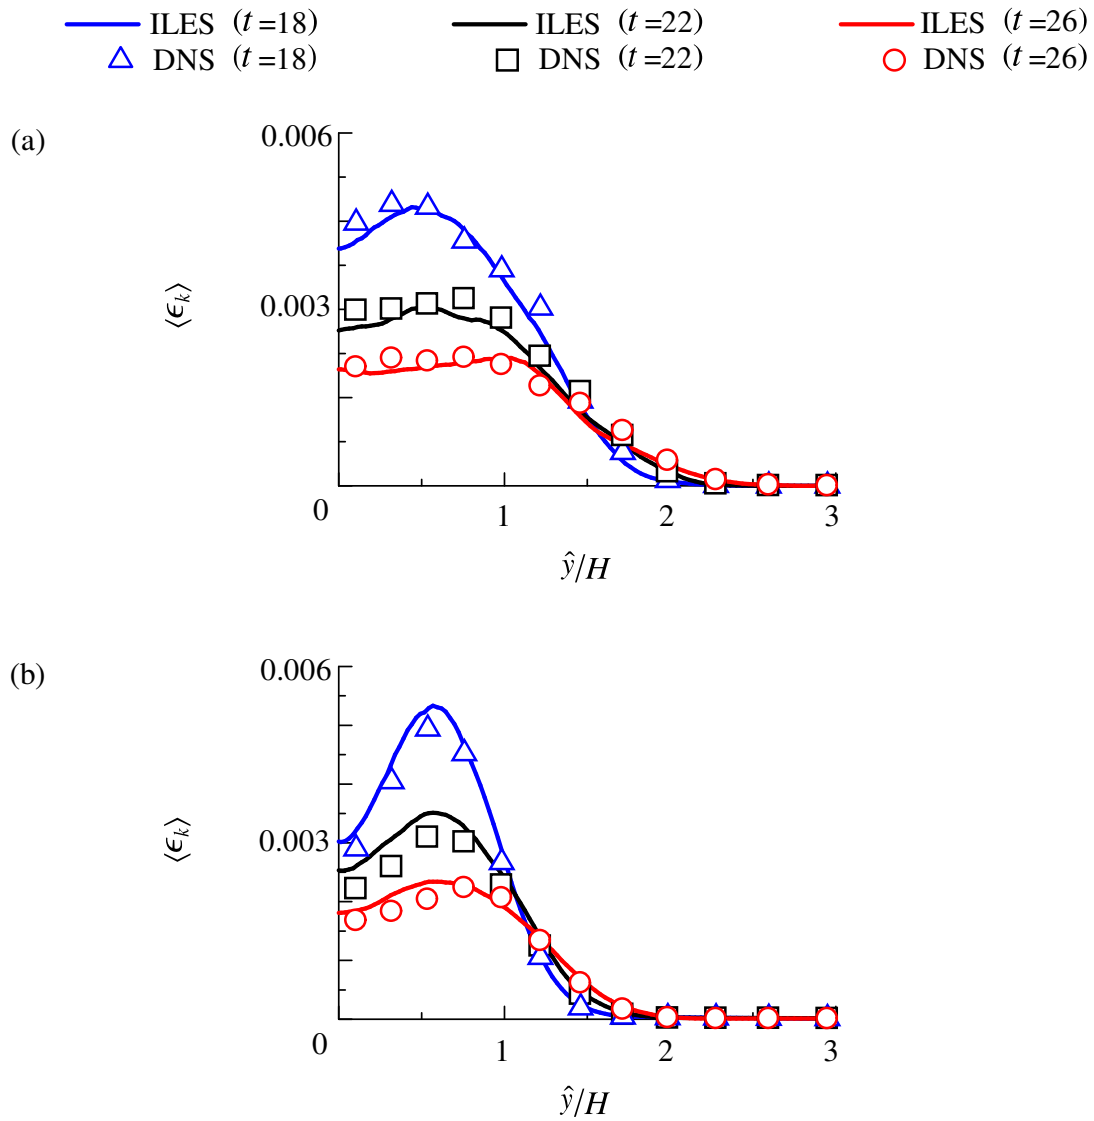 ILES (t=18) ILES (t=22) ILES (t=26)
DNS (t=18) DNS (t=22) DNS (t=26)
(a)
0.006
0.003
⟨ϵₖ⟩
0 1 2 3
ŷ/H
(b)
0.006
0.003
⟨ϵₖ⟩
0 1 2 3
ŷ/H